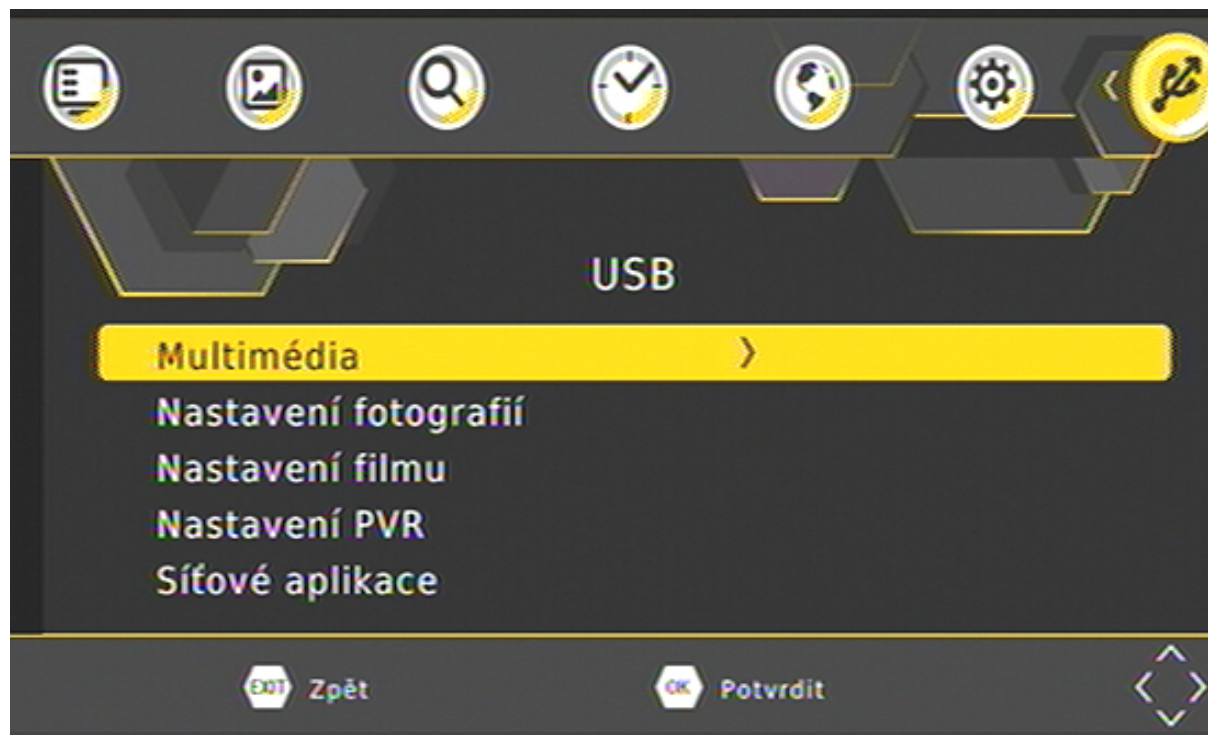 USB
Multimédia
Nastavení fotografií
Nastavení filmu
Nastavení PVR
Síťové aplikace
EXIT Zpět
OK Potvrdit